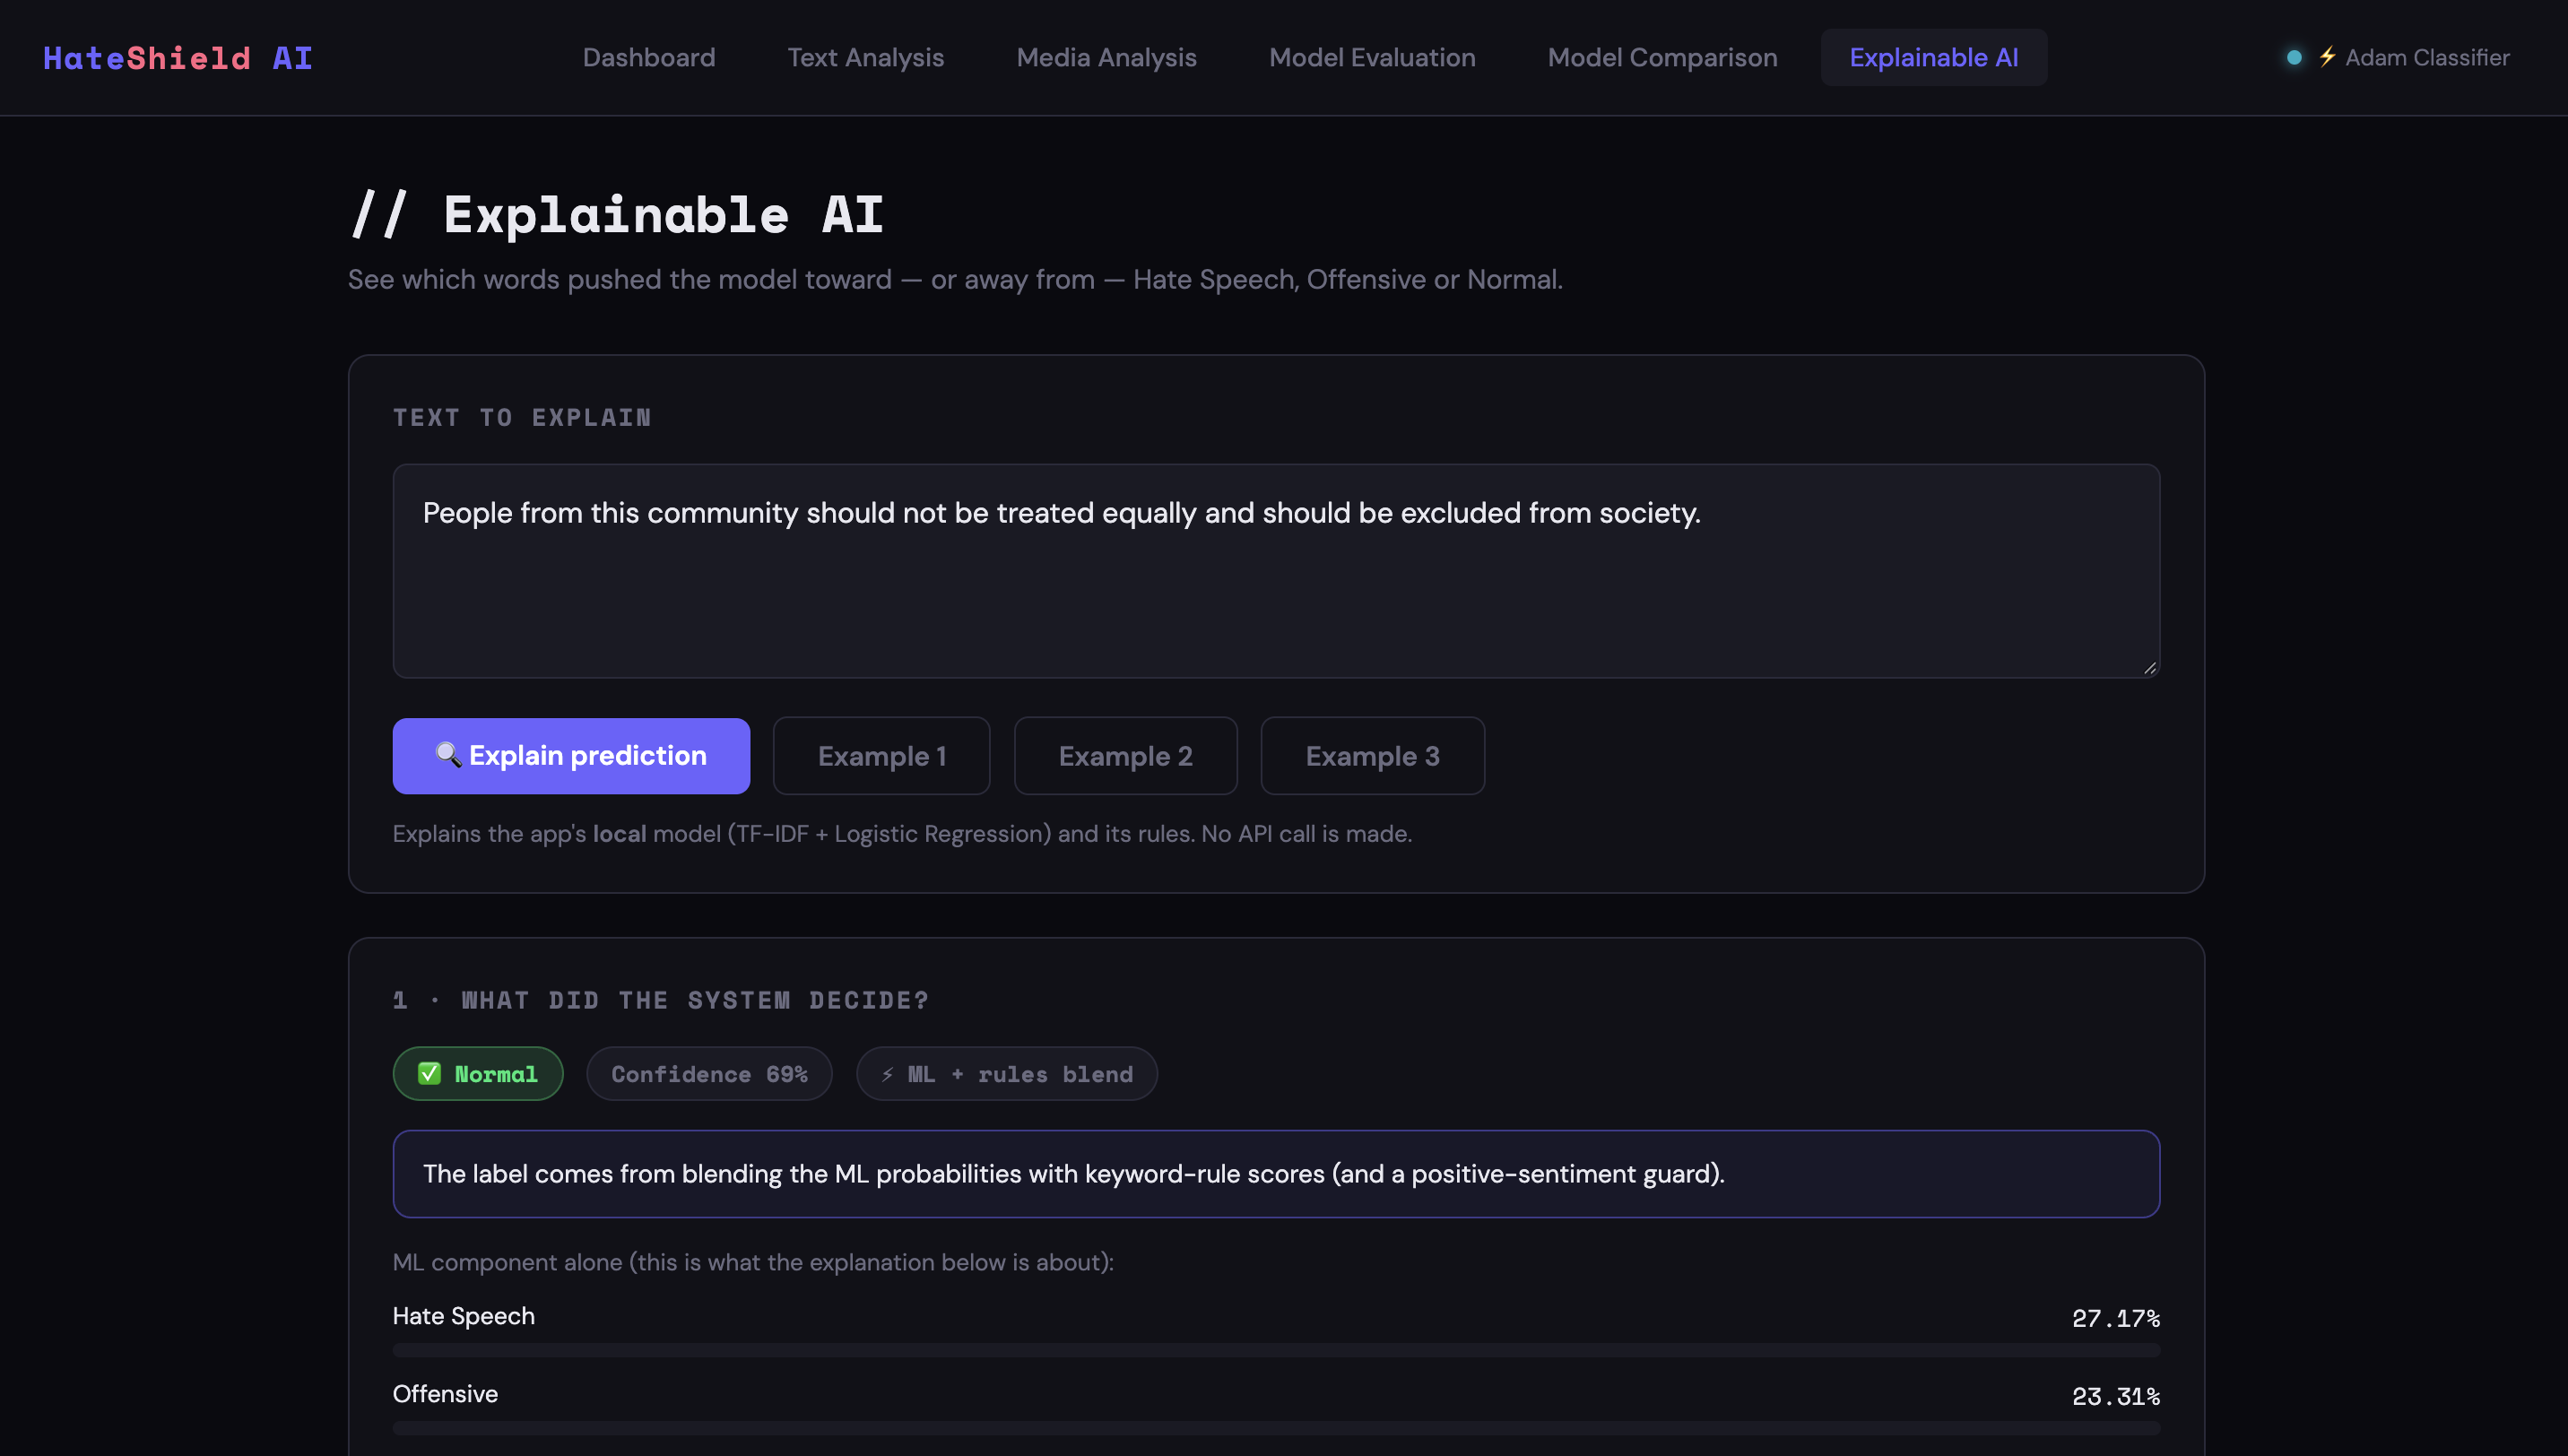 HateShield AI
Dashboard
Text Analysis
Media Analysis
Model Evaluation
Model Comparison
Explainable AI
⚡ Adam Classifier
// Explainable AI
See which words pushed the model toward — or away from — Hate Speech, Offensive or Normal.
TEXT TO EXPLAIN
People from this community should not be treated equally and should be excluded from society.
🔍 Explain prediction
Example 1
Example 2
Example 3
Explains the app's local model (TF-IDF + Logistic Regression) and its rules. No API call is made.
1 · WHAT DID THE SYSTEM DECIDE?
✅ Normal
Confidence 69%
⚡ ML + rules blend
The label comes from blending the ML probabilities with keyword-rule scores (and a positive-sentiment guard).
ML component alone (this is what the explanation below is about):
Hate Speech 27.17%
Offensive 23.31%